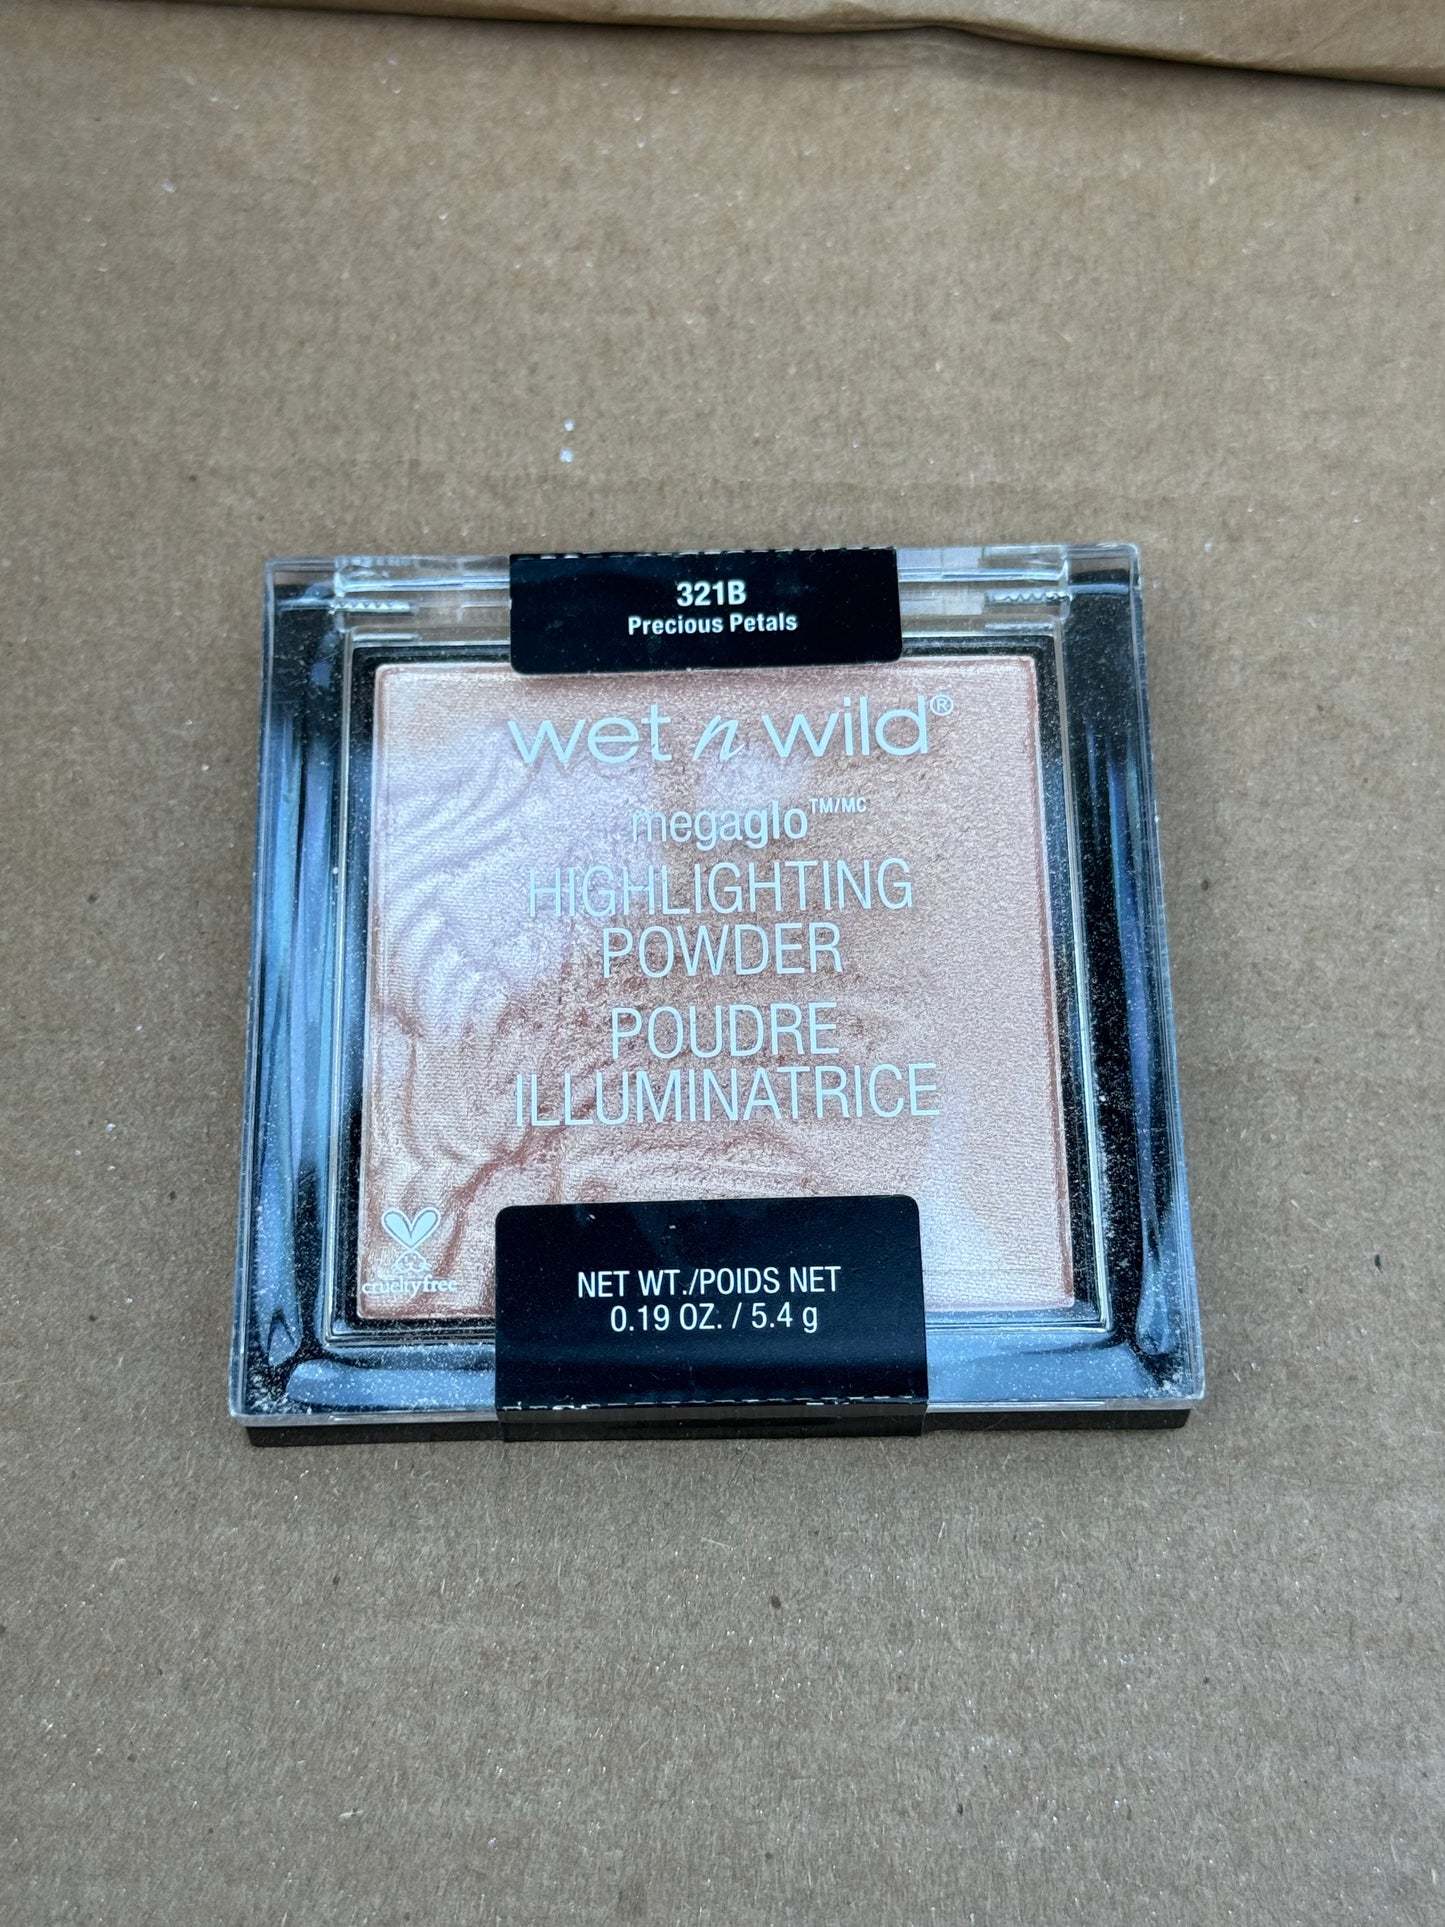 321B
Precious Petals
wet n wild®
megaglo™/MC
HIGHLIGHTING
POWDER
POUDRE
ILLUMINATRICE
crueltyfree
NET WT./POIDS NET
0.19 OZ. / 5.4 g